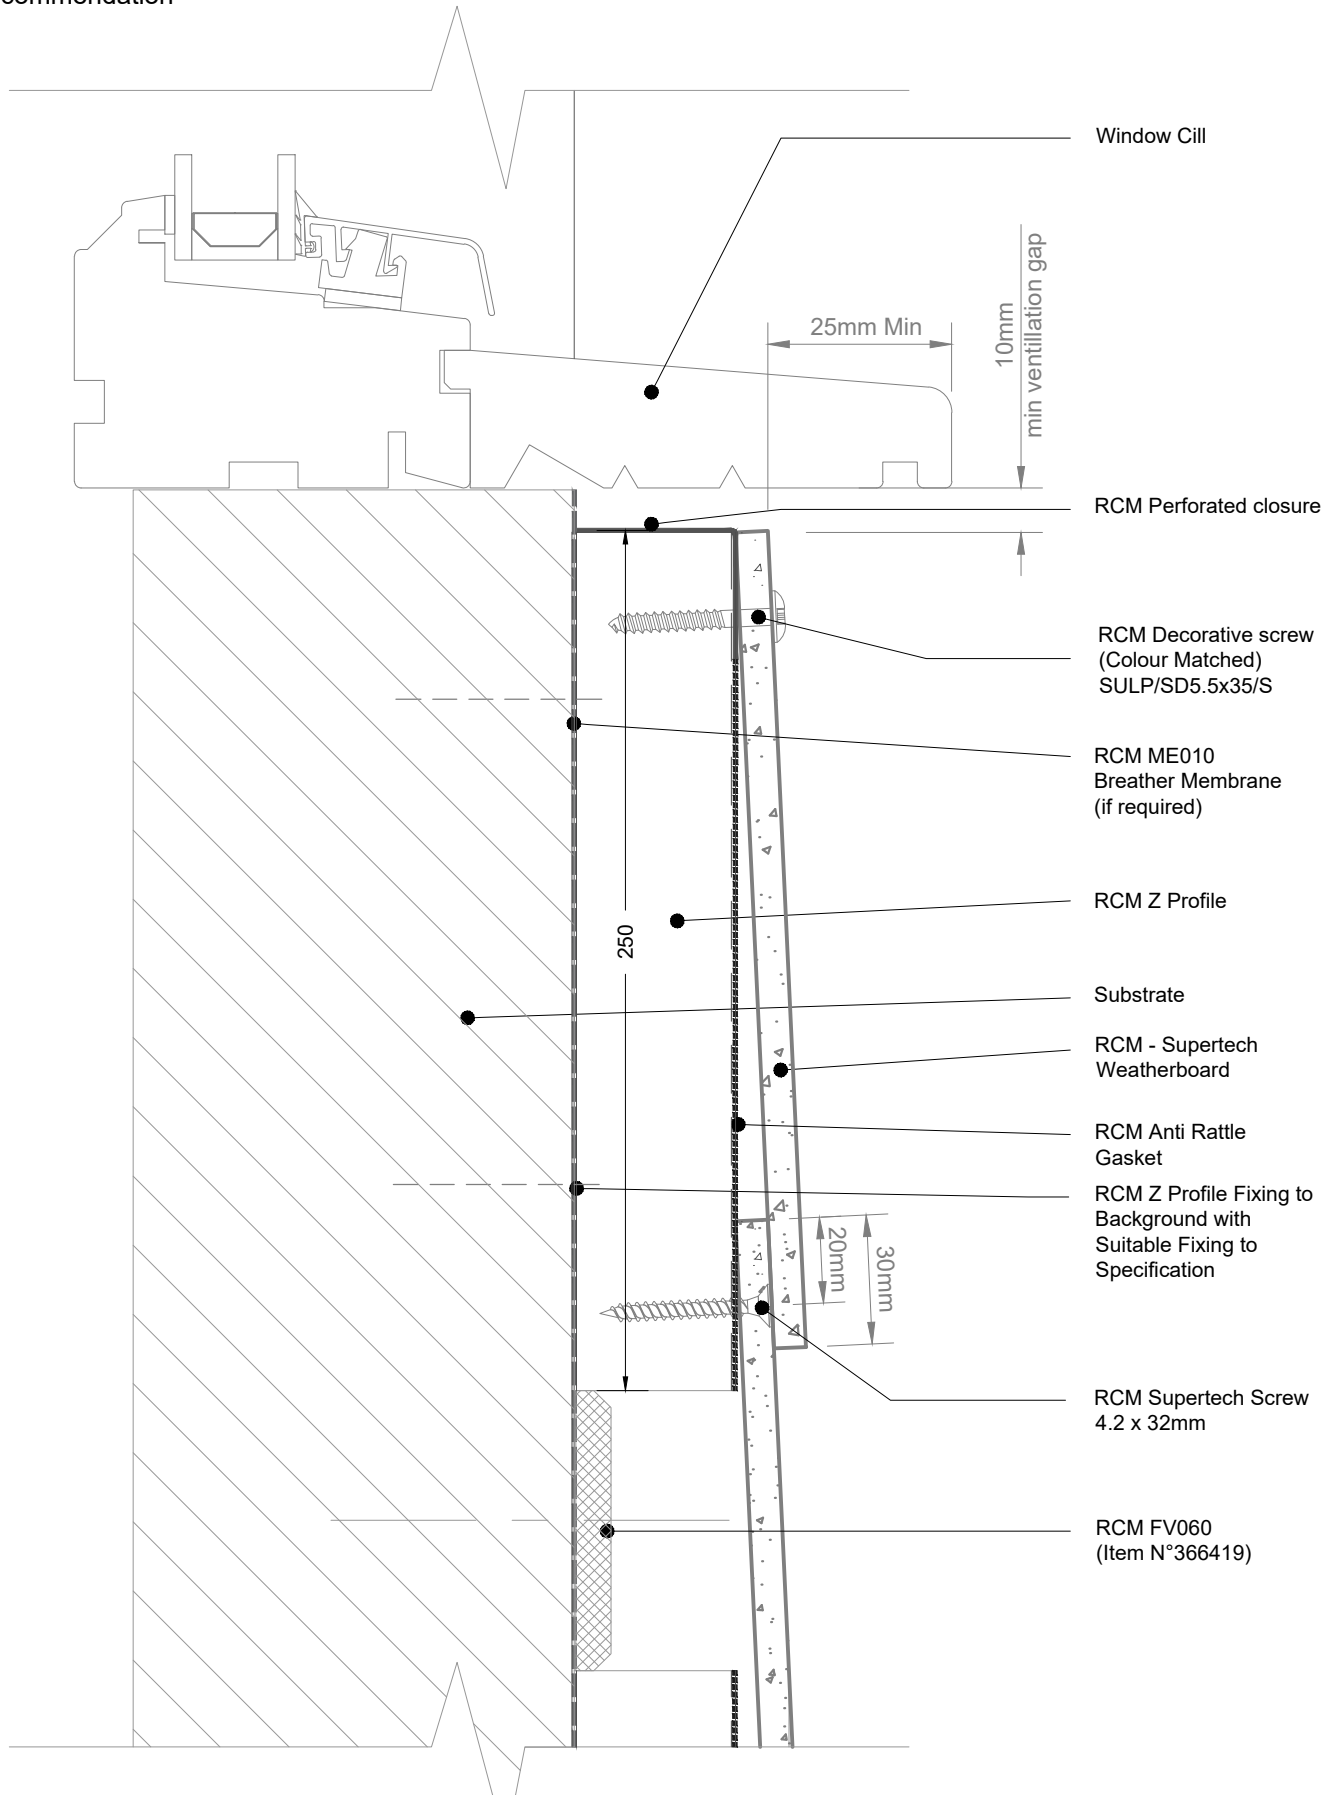 Window Cill
25mm Min
10mm
min ventillation gap
RCM Perforated closure
RCM Decorative screw
(Colour Matched)
SULP/SD5.5x35/S
RCM ME010
Breather Membrane
(if required)
RCM Z Profile
250
Substrate
RCM - Supertech
Weatherboard
RCM Anti Rattle
Gasket
RCM Z Profile Fixing to
Background with
Suitable Fixing to
Specification
20mm
30mm
RCM Supertech Screw
4.2 x 32mm
RCM FV060
(Item N°366419)